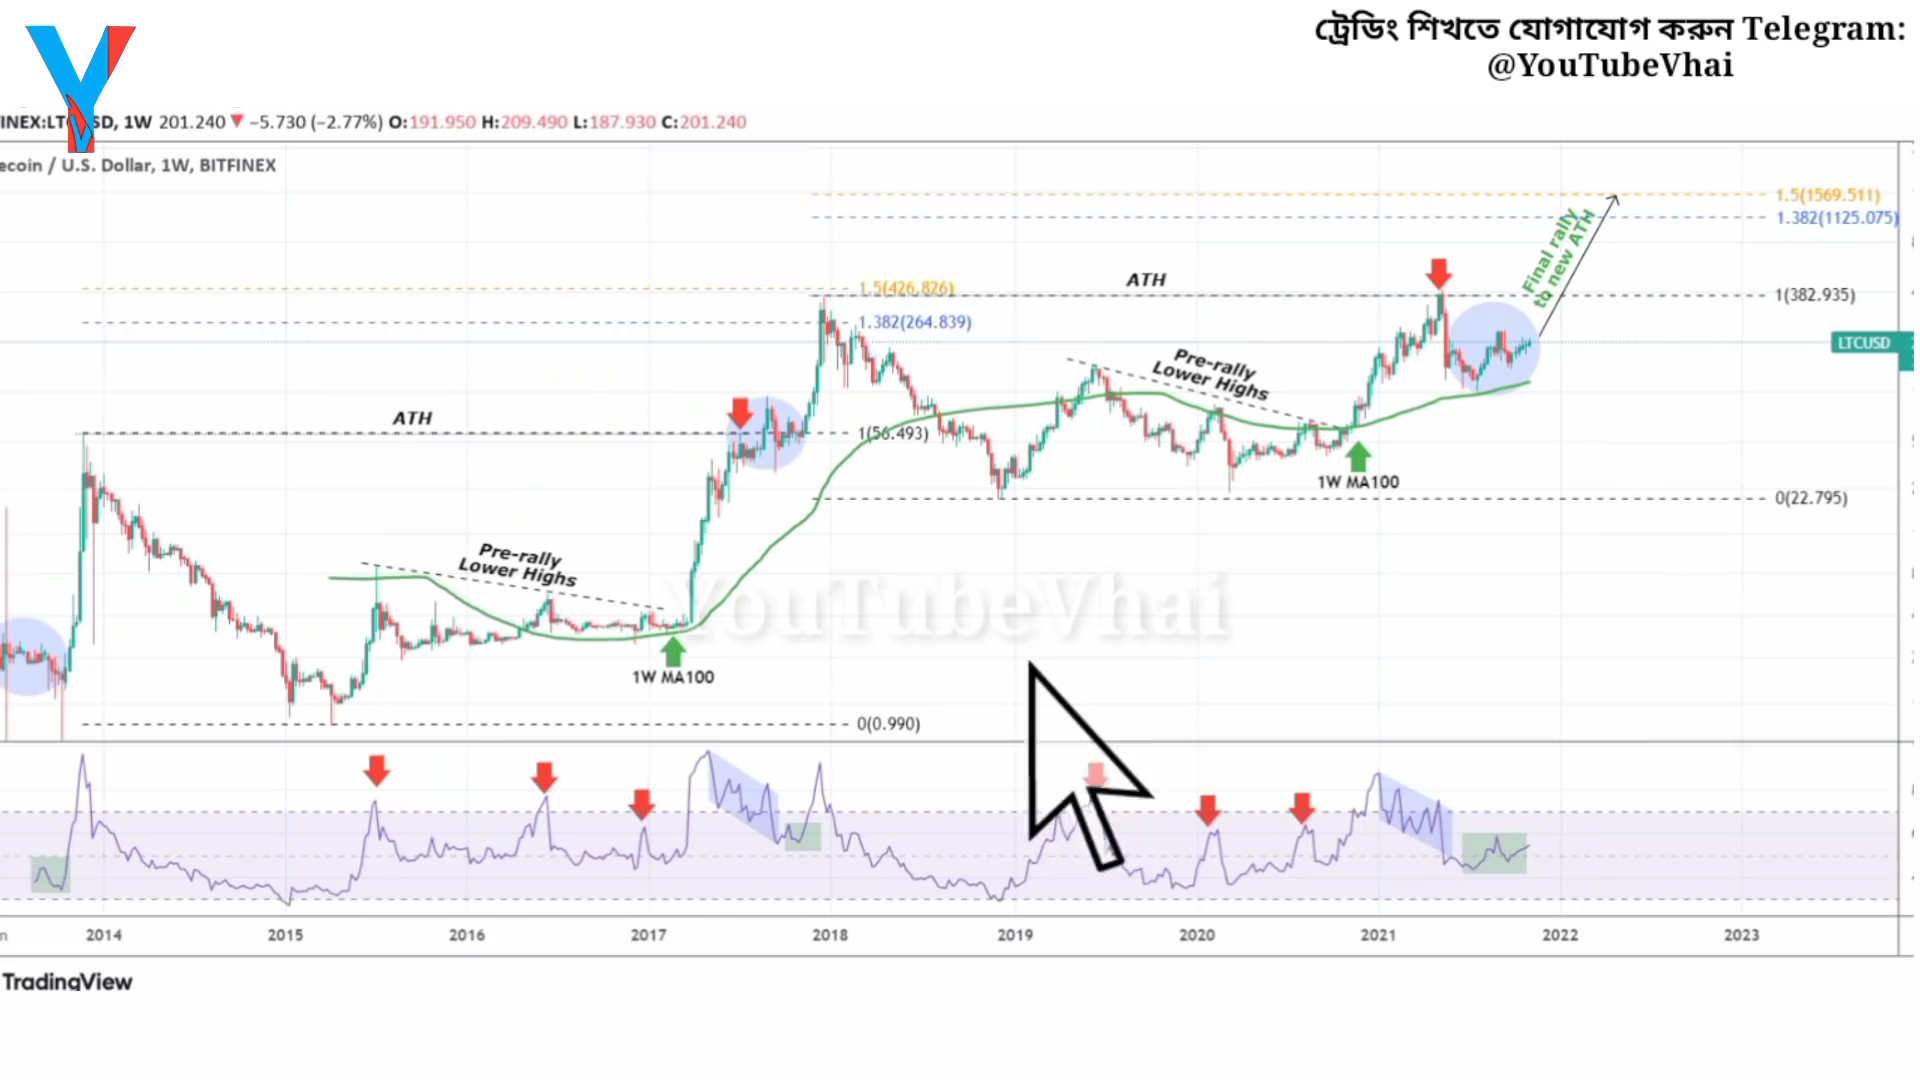 ট্রেডিং শিখতে যোগাযোগ করুন Telegram:
@YouTubeVhai
INEX:LT SD, 1W 201.240 ▼ −5.730 (−2.77%) O:191.950 H:209.490 L:187.930 C:201.240
ecoin / U.S. Dollar, 1W, BITFINEX
1.5(1569.511)
1.382(1125.075)
Final rally
to new ATH
ATH
1.5(426.826)
1(382.935)
1.382(264.839)
LTCUSD
Pre-rally
Lower Highs
ATH
1(56.493)
1W MA100
0(22.795)
Pre-rally
Lower Highs
YouTubeVhai
1W MA100
0(0.990)
2014 2015 2016 2017 2018 2019 2020 2021 2022 2023
TradingView